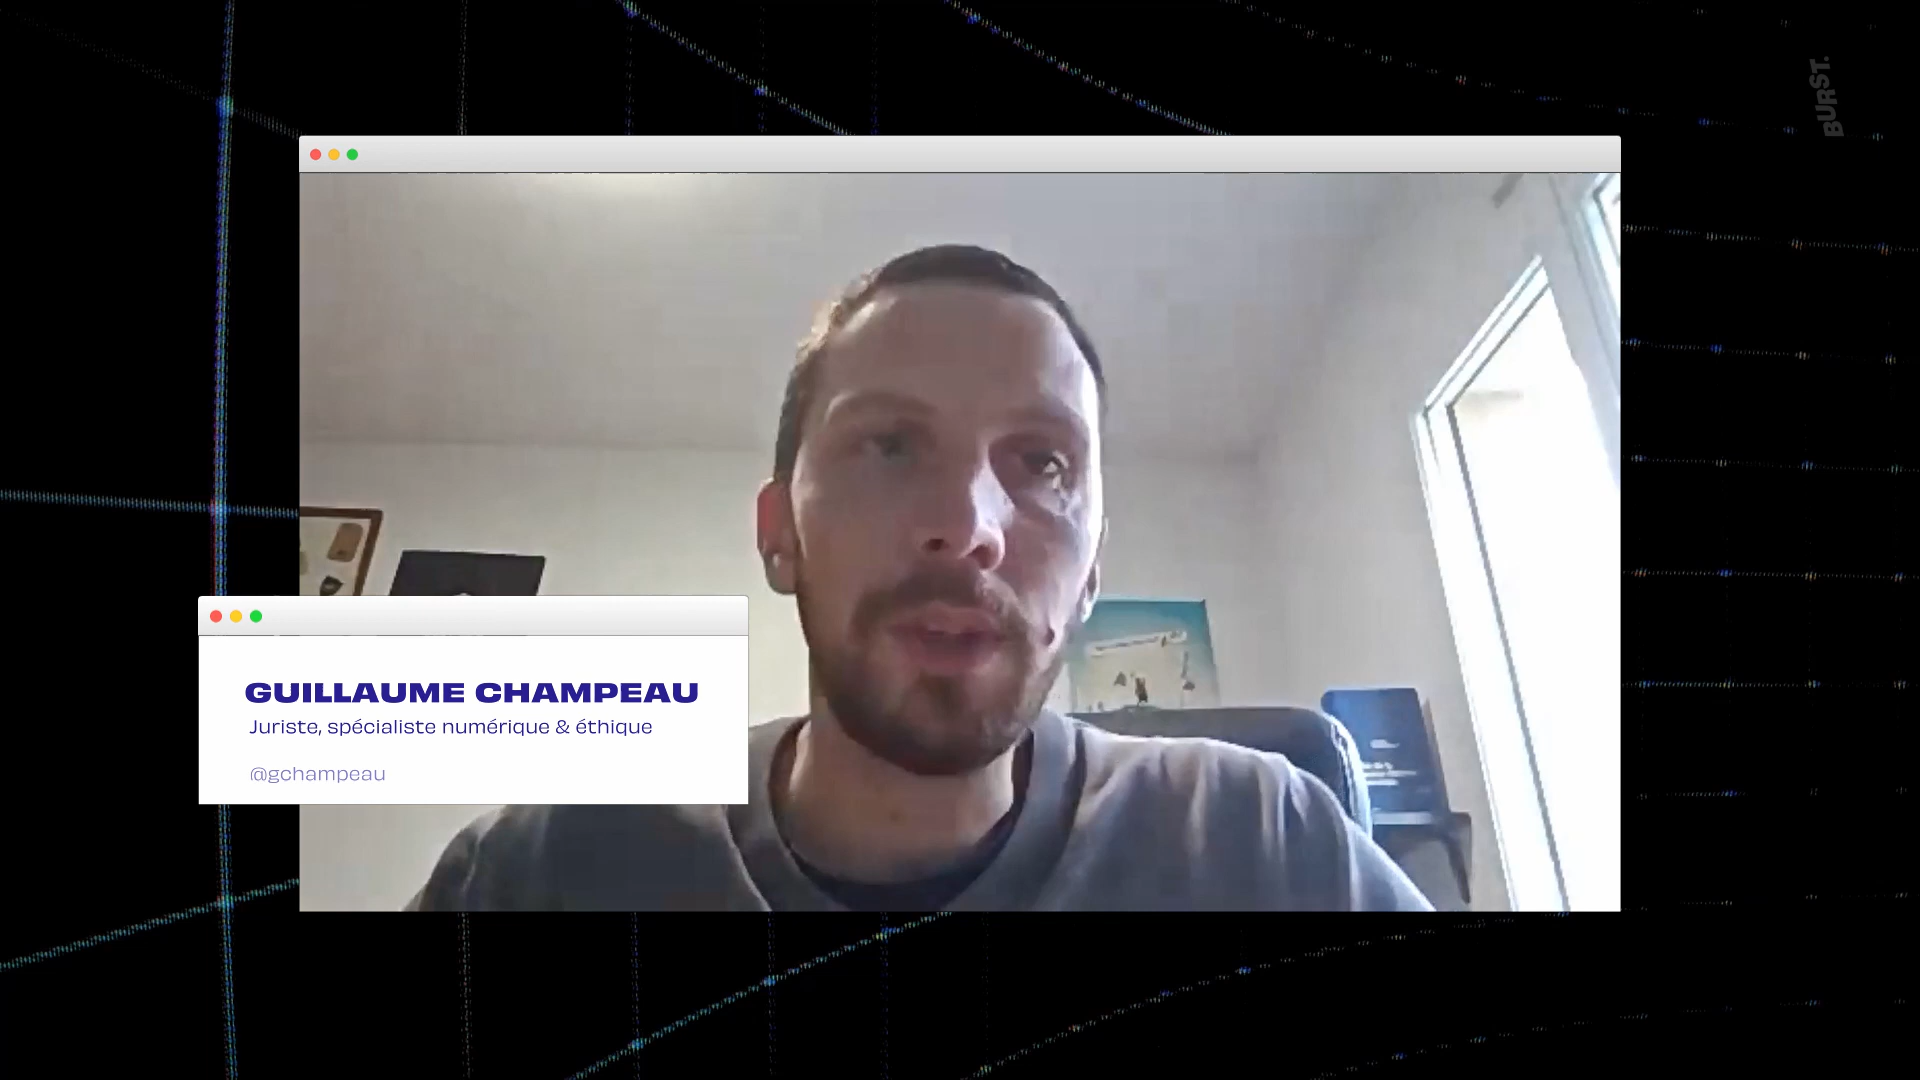 BURST.
GUILLAUME CHAMPEAU
Juriste, spécialiste numérique & éthique
@gchampeau